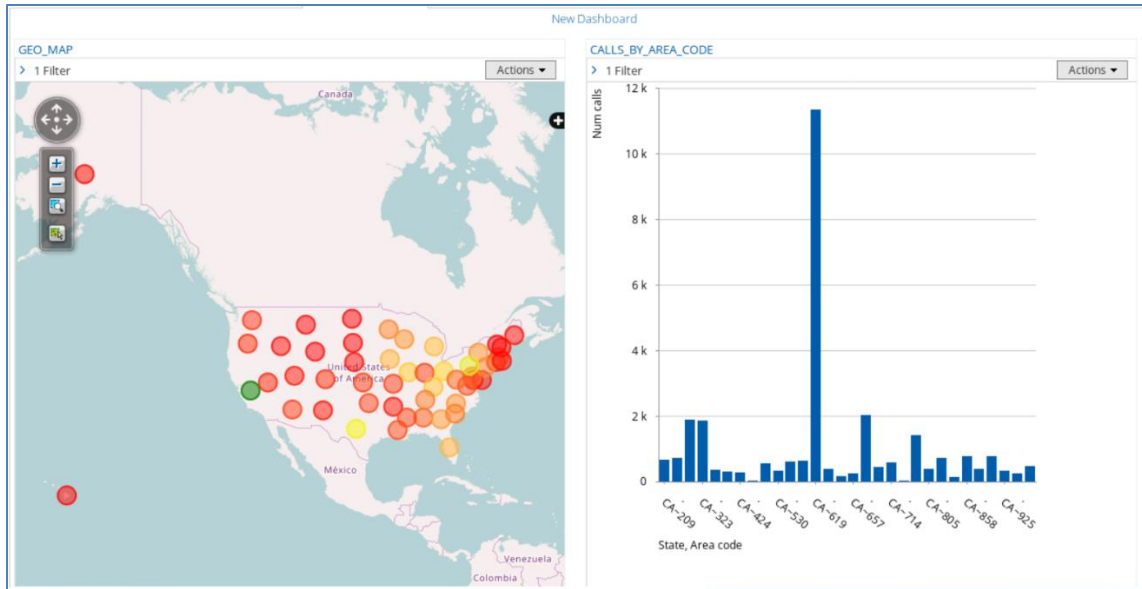 New Dashboard
GEO_MAP
1 Filter
Actions
Canada
United States
of America
México
Venezuela
Colombia
CALLS_BY_AREA_CODE
1 Filter
Actions
Num calls
12 k
10 k
8 k
6 k
4 k
2 k
0
CA~209
CA~323
CA~424
CA~530
CA~619
CA~657
CA~714
CA~805
CA~858
CA~925
State, Area code